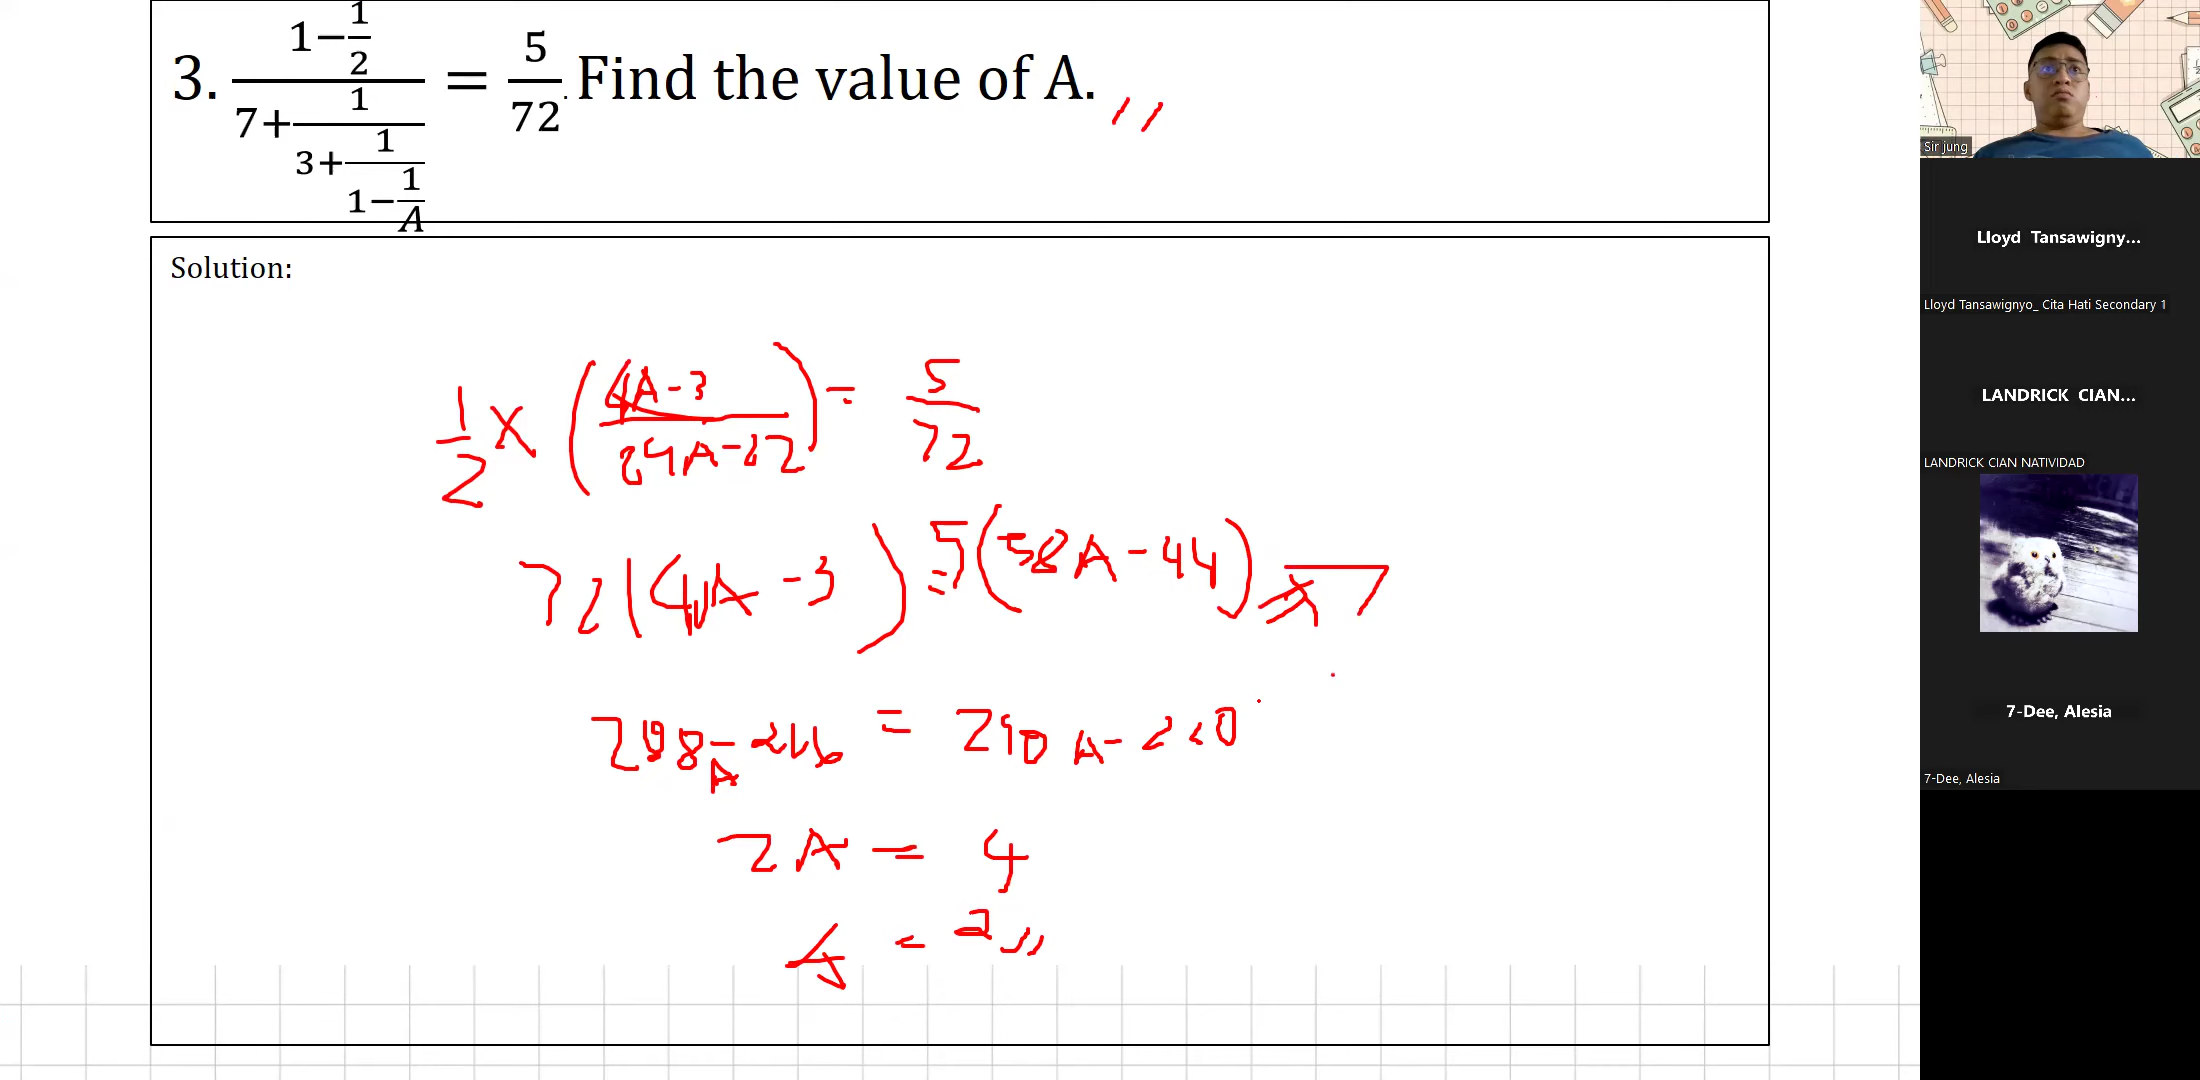 3. (1−1/2)/(7+1/(3+1/(1−1/A))) = 5/72. Find the value of A. //
Solution:
1/2 × ((4A-3)/(29A-22)) = 5/72
72(4A-3) = 5(58A-44)
288A - 216 = 290A - 220
2A = 4
A = 2 //
Sir jung
Lloyd Tansawigny...
Lloyd Tansawignyo_ Cita Hati Secondary 1
LANDRICK CIAN...
LANDRICK CIAN NATIVIDAD
7-Dee, Alesia
7-Dee, Alesia